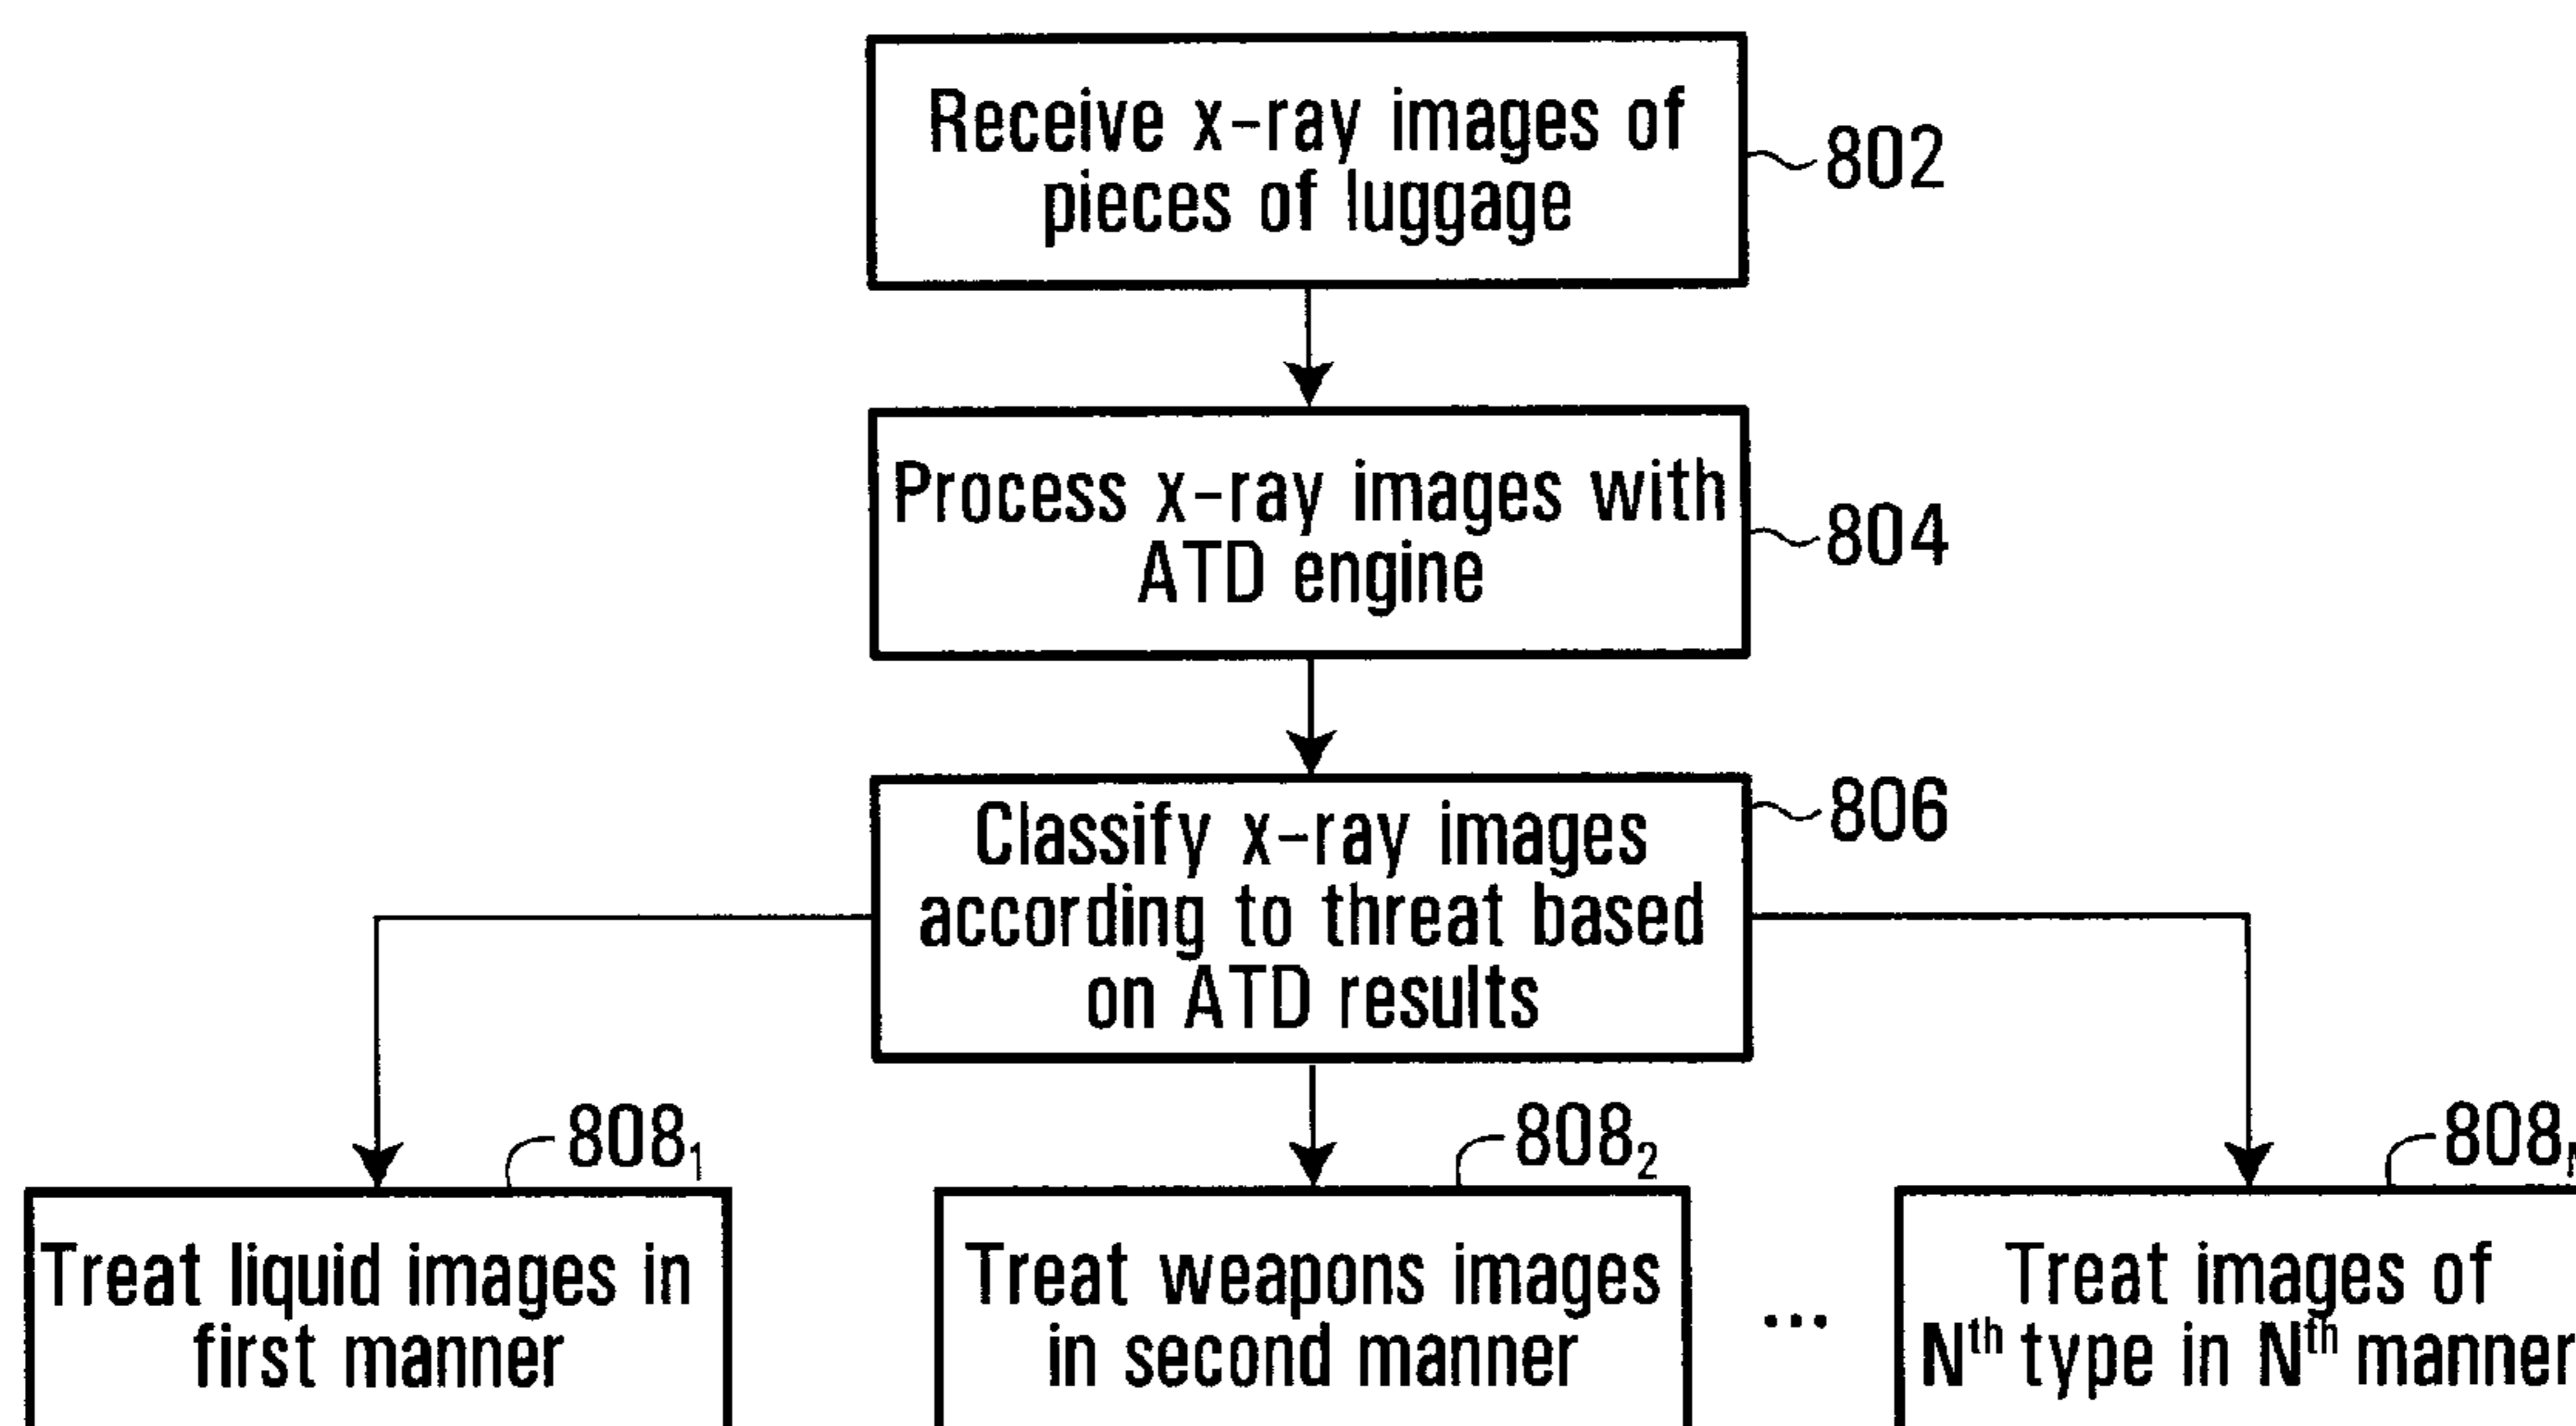 Receive x-ray images of
pieces of luggage
802
Process x-ray images with
ATD engine
804
Classify x-ray images
according to threat based
on ATD results
806
808₁
Treat liquid images in
first manner
808₂
Treat weapons images
in second manner
...
808
Treat images of
Nᵗʰ type in Nᵗʰ manner